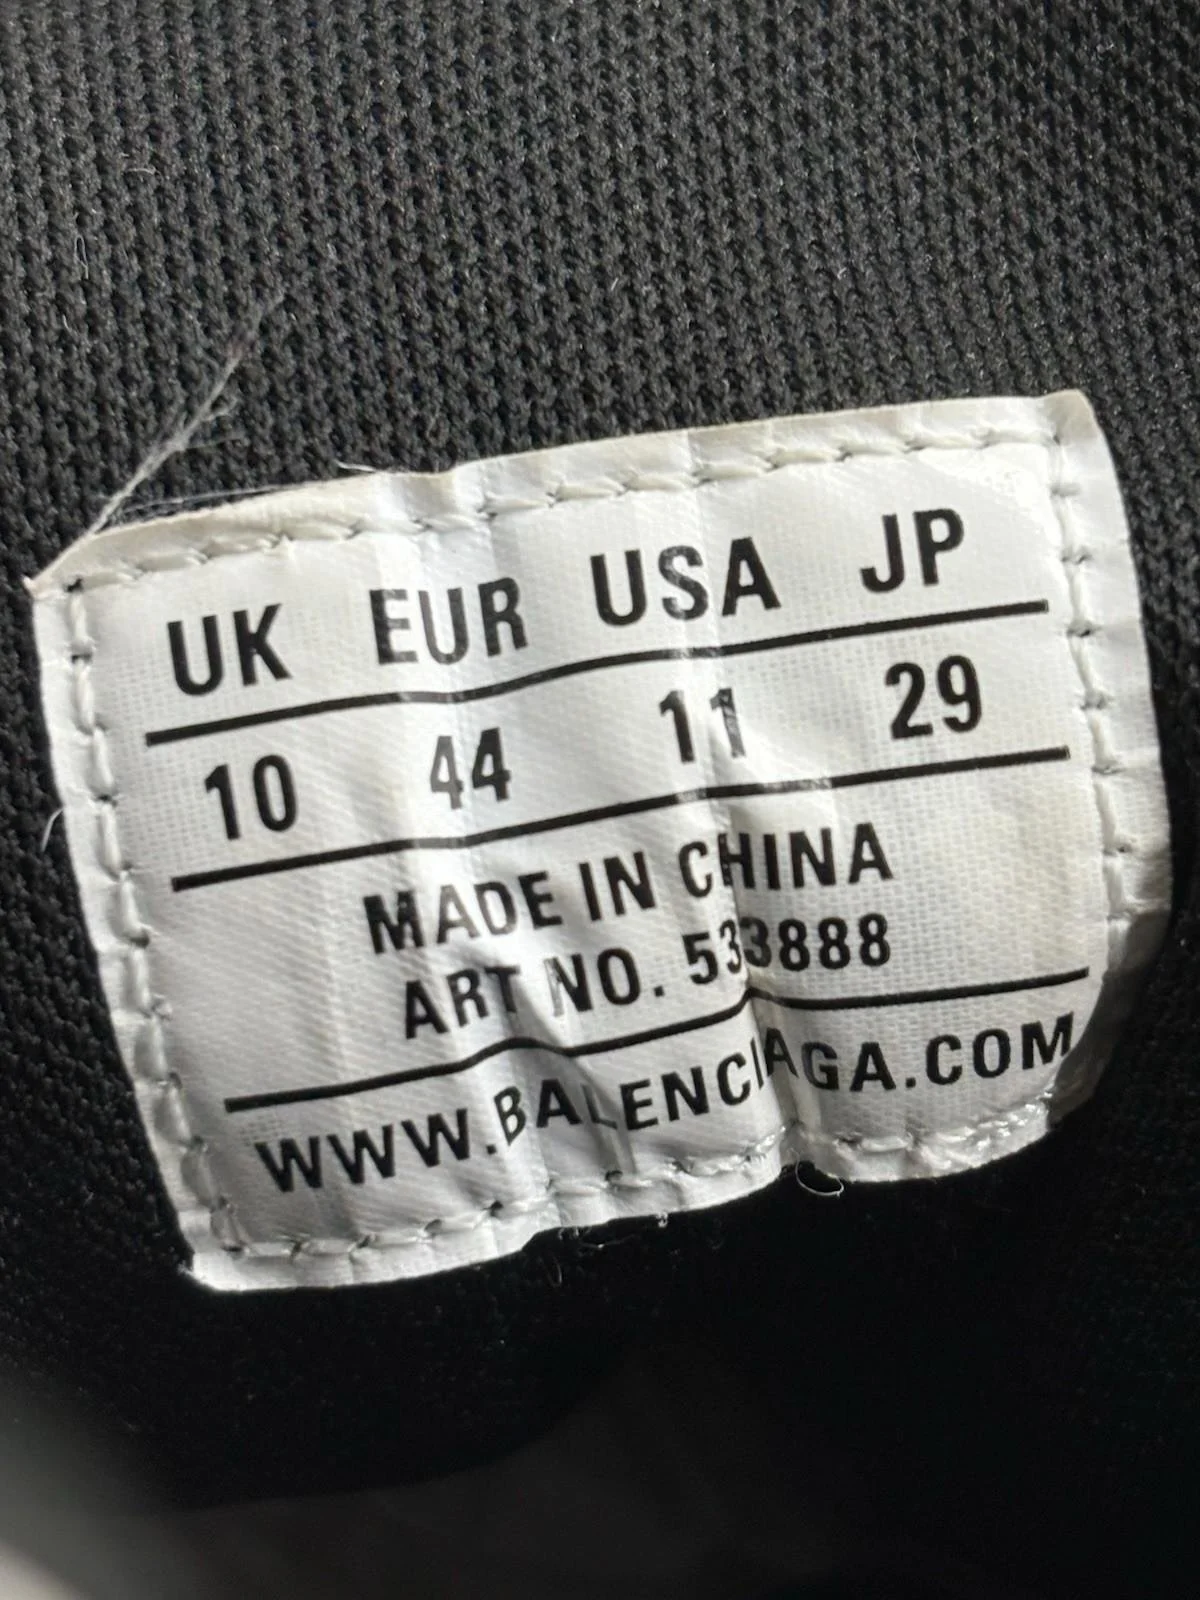 UK EUR USA JP
10 44 11 29
MADE IN CHINA
ART NO. 533888
WWW.BALENCIAGA.COM